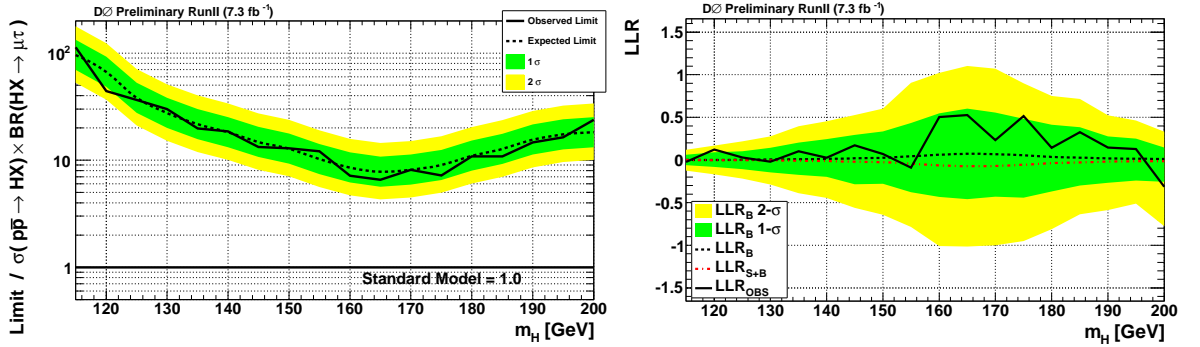 DØ Preliminary RunII (7.3 fb⁻¹)
Limit / σ(pp̄ → HX) × BR(HX → μτ)
Observed Limit
Expected Limit
1 σ
2 σ
10²
10
1
Standard Model = 1.0
120 130 140 150 160 170 180 190 200
m_H [GeV]
DØ Preliminary RunII (7.3 fb⁻¹)
LLR
1.5
1
0.5
0
-0.5
-1
-1.5
LLR_B 2-σ
LLR_B 1-σ
LLR_B
LLR_S+B
LLR_OBS
120 130 140 150 160 170 180 190 200
m_H [GeV]